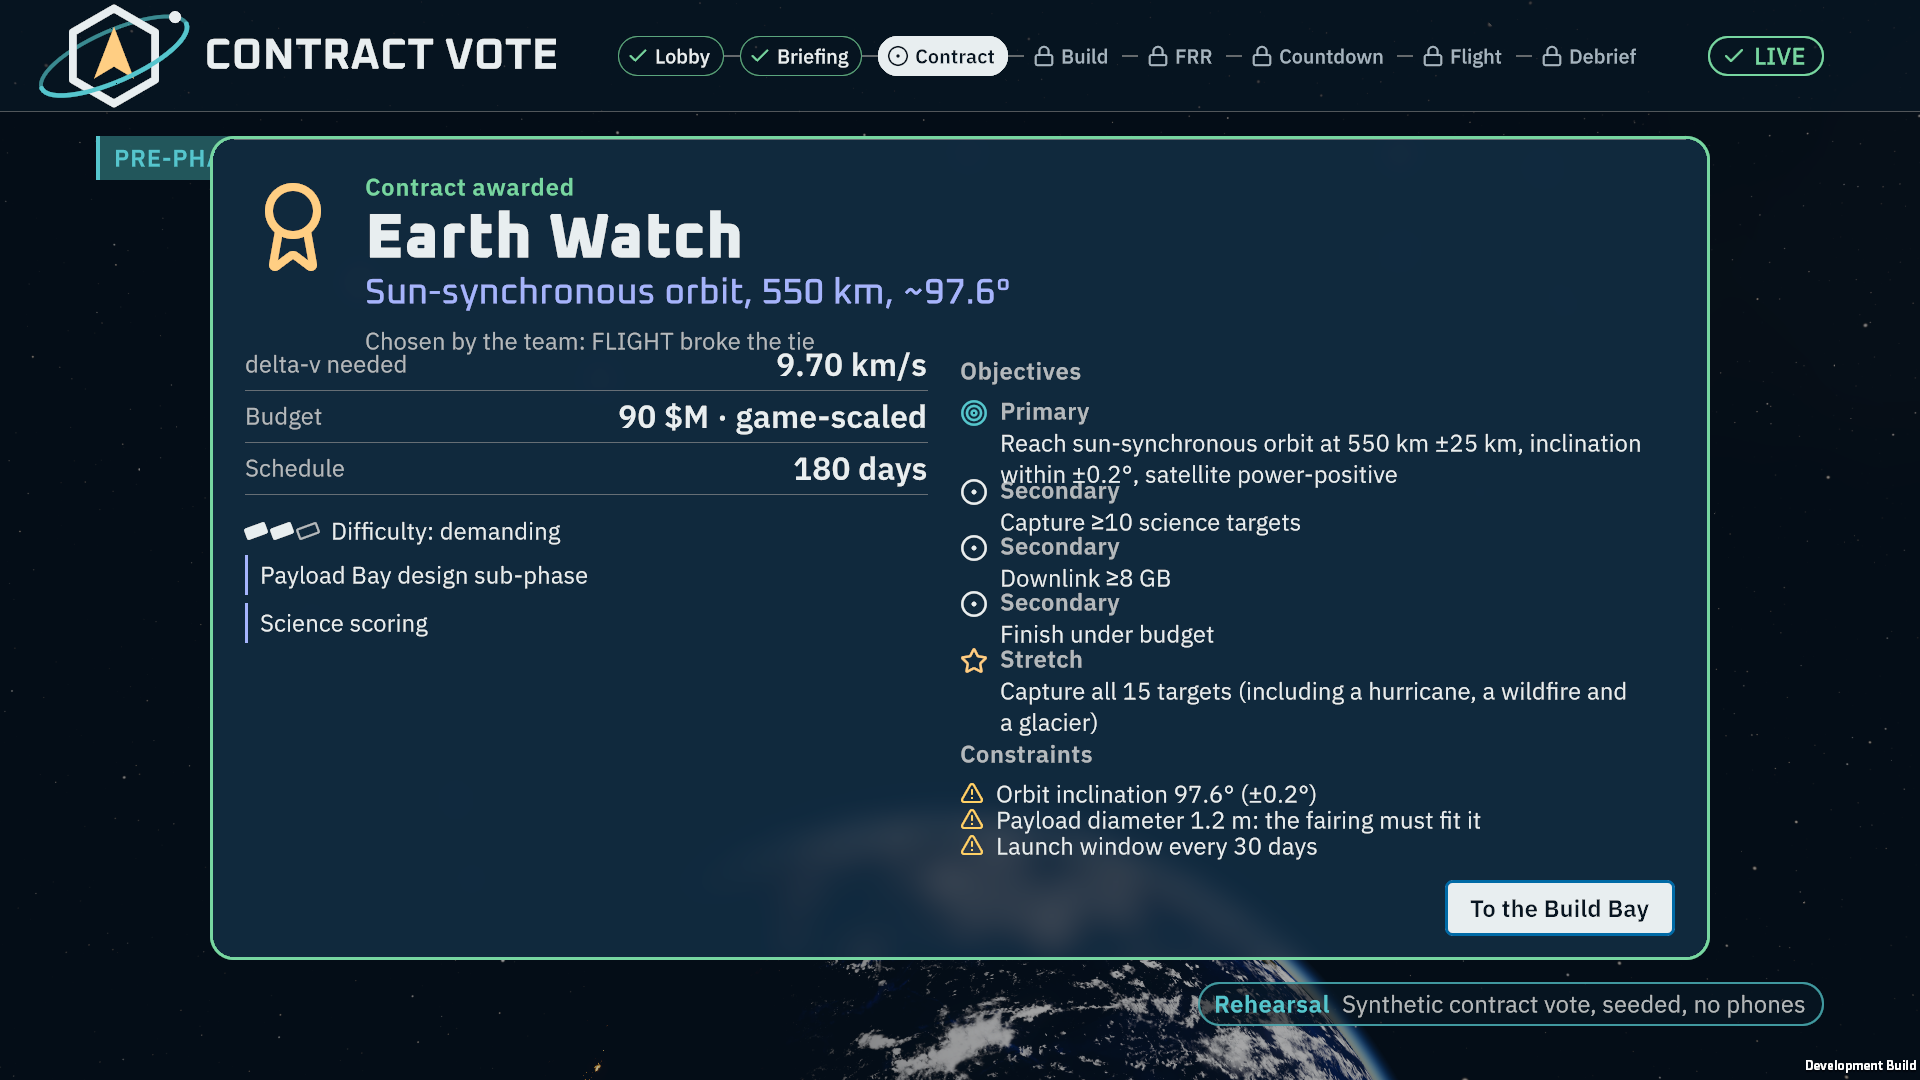 CONTRACT VOTE
Lobby
Briefing
Contract
Build
FRR
Countdown
Flight
Debrief
LIVE
PRE-PHA
Contract awarded
Earth Watch
Sun-synchronous orbit, 550 km, ~97.6°
Chosen by the team: FLIGHT broke the tie
delta-v needed 9.70 km/s
Budget 90 $M · game-scaled
Schedule 180 days
Difficulty: demanding
Payload Bay design sub-phase
Science scoring
Objectives
Primary
Reach sun-synchronous orbit at 550 km ±25 km, inclination
within ±0.2°, satellite power-positive
Secondary
Capture ≥10 science targets
Secondary
Downlink ≥8 GB
Secondary
Finish under budget
Stretch
Capture all 15 targets (including a hurricane, a wildfire and
a glacier)
Constraints
Orbit inclination 97.6° (±0.2°)
Payload diameter 1.2 m: the fairing must fit it
Launch window every 30 days
To the Build Bay
Rehearsal Synthetic contract vote, seeded, no phones
Development Build